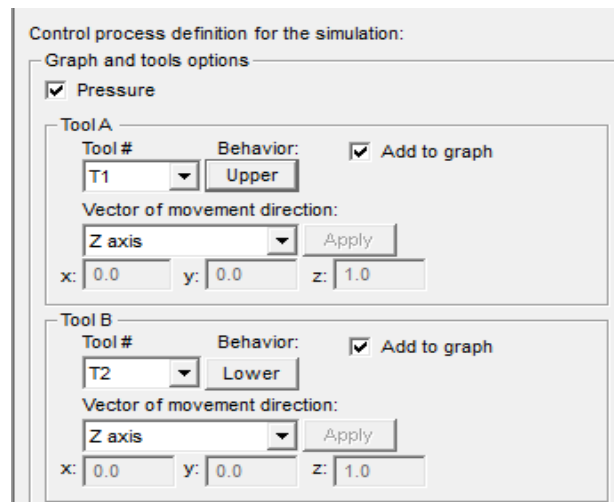 Control process definition for the simulation:
Graph and tools options
Pressure
Tool A
Tool # Behavior: Add to graph
T1 Upper
Vector of movement direction:
Z axis Apply
x: 0.0 y: 0.0 z: 1.0
Tool B
Tool # Behavior: Add to graph
T2 Lower
Vector of movement direction:
Z axis Apply
x: 0.0 y: 0.0 z: 1.0